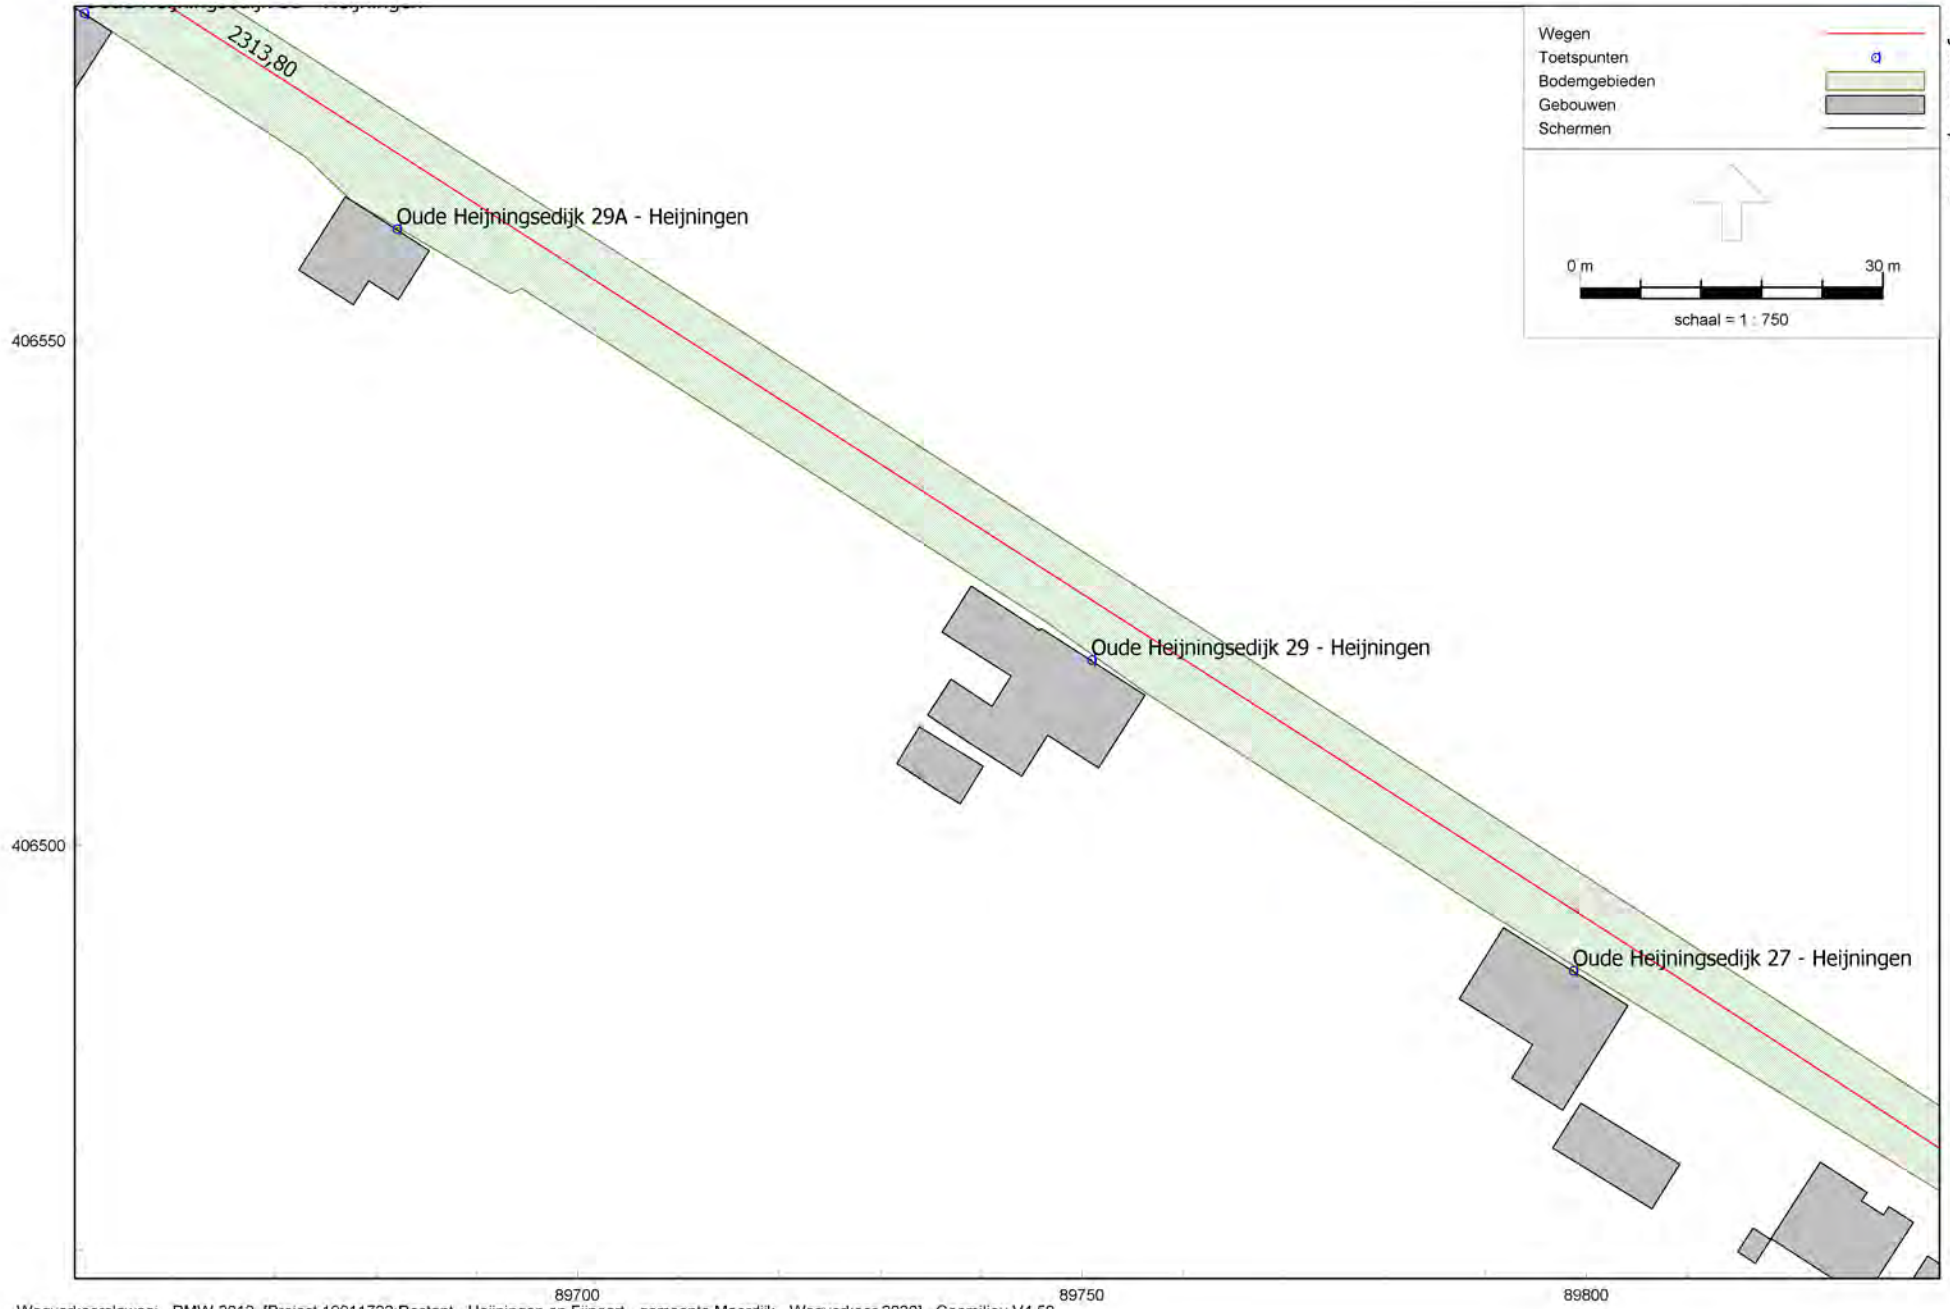 2313,80
Wegen
Toetspunten
Bodemgebieden
Gebouwen
Schermen
0 m 30 m
schaal = 1 : 750
Oude Heijningsedijk 29A - Heijningen
406550
Oude Heijningsedijk 29 - Heijningen
406500
Oude Heijningsedijk 27 - Heijningen
89700 89750 89800